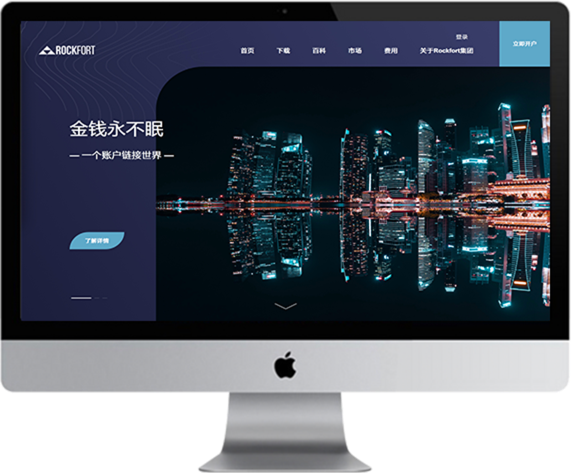 登录
ROCKFORT
首页 下载 百科 市场 费用 关于Rockfort集团
立即开户
金钱永不眠
— 一个账户链接世界 —
了解详情